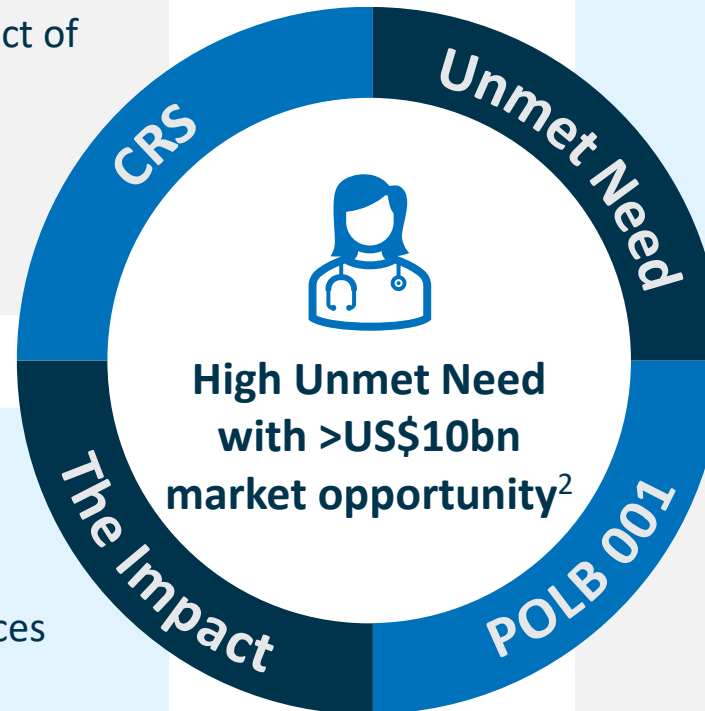 ct of
CRS
Unmet Need
High Unmet Need
with >US$10bn
market opportunity2
The Impact
POLB 001
ces